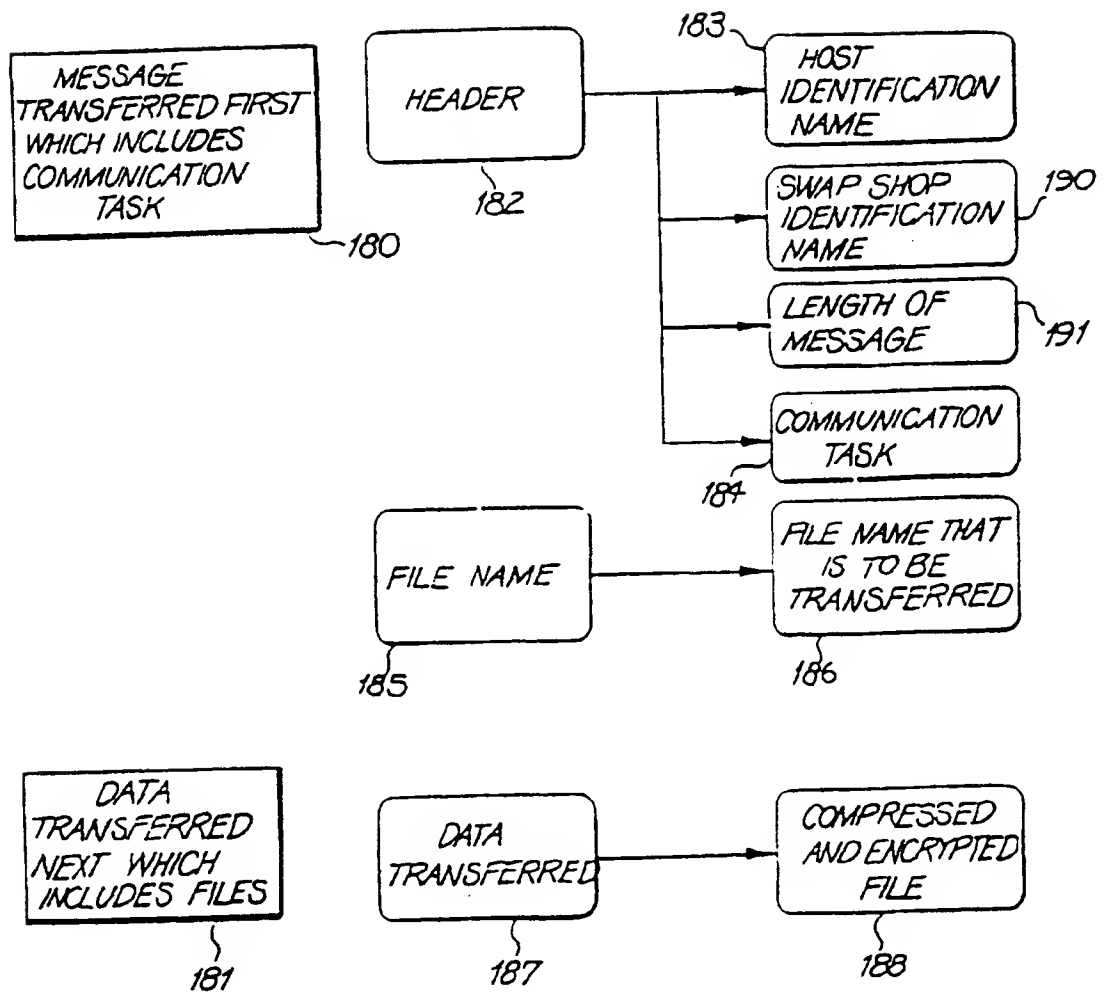 MESSAGE
TRANSFERRED FIRST
WHICH INCLUDES
COMMUNICATION
TASK
180
HEADER
182
183
HOST
IDENTIFICATION
NAME
SWAP SHOP
IDENTIFICATION
NAME
190
LENGTH OF
MESSAGE
191
COMMUNICATION
TASK
184
FILE NAME
185
FILE NAME THAT
IS TO BE
TRANSFERRED
186
DATA
TRANSFERRED
NEXT WHICH
INCLUDES FILES
181
DATA
TRANSFERRED
187
COMPRESSED
AND ENCRYPTED
FILE
188